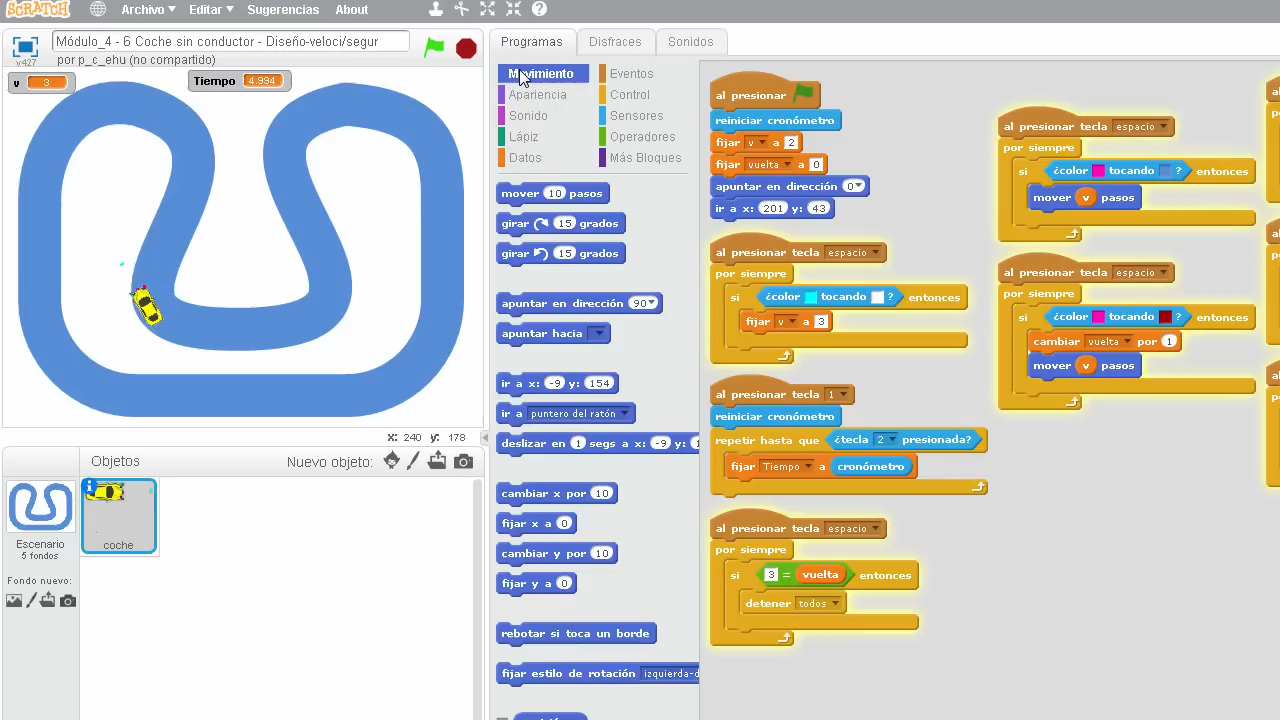 SCRATCH Archivo Editar Sugerencias About
v427 Módulo_4 - 6 Coche sin conductor - Diseño-veloci/segur
por p_c_ehu (no compartido)
v 3
Tiempo 4.994
X: 240 y: 178
Objetos Nuevo objeto:
Escenario
5 fondos
Fondo nuevo:
coche
Programas Disfraces Sonidos
Movimiento Eventos
Apariencia Control
Sonido Sensores
Lápiz Operadores
Datos Más Bloques
mover 10 pasos
girar 15 grados
girar 15 grados
apuntar en dirección 90
apuntar hacia
ir a x: -9 y: 154
ir a puntero del ratón
deslizar en 1 segs a x: -9 y:
cambiar x por 10
fijar x a 0
cambiar y por 10
fijar y a 0
rebotar si toca un borde
fijar estilo de rotación izquierda-d
al presionar
reiniciar cronómetro
fijar v a 2
fijar vuelta a 0
apuntar en dirección 0
ir a x: 201 y: 43
al presionar tecla espacio
por siempre
si ¿color tocando ? entonces
fijar v a 3
al presionar tecla 1
reiniciar cronómetro
repetir hasta que ¿tecla 2 presionada?
fijar Tiempo a cronómetro
al presionar tecla espacio
por siempre
si 3 = vuelta entonces
detener todos
al presionar tecla espacio
por siempre
si ¿color tocando ? entonces
mover v pasos
al presionar tecla espacio
por siempre
si ¿color tocando ? entonces
cambiar vuelta por 1
mover v pasos